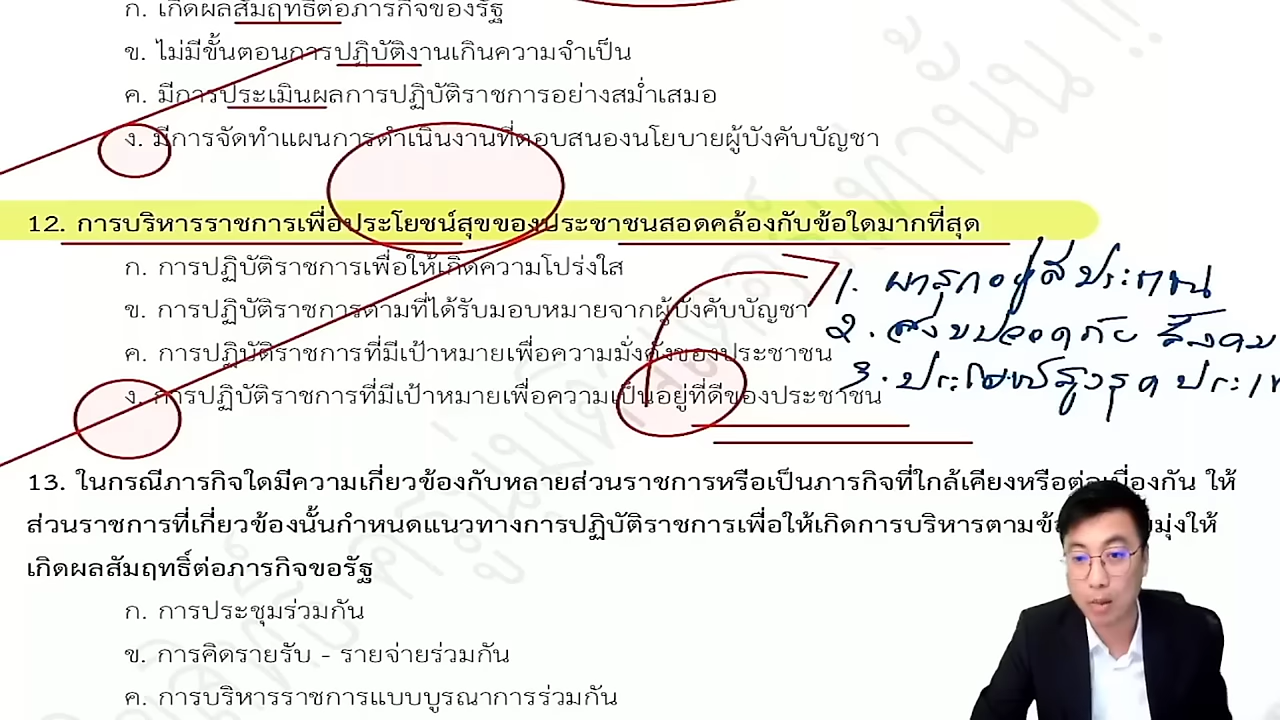 ก. เกิดผลสัมฤทธิ์ต่อภารกิจของรัฐ
ข. ไม่มีขั้นตอนการปฏิบัติงานเกินความจำเป็น
ค. มีการประเมินผลการปฏิบัติราชการอย่างสม่ำเสมอ
ง. มีการจัดทำแผนการดำเนินงานที่ตอบสนองนโยบายผู้บังคับบัญชา
12. การบริหารราชการเพื่อประโยชน์สุขของประชาชนสอดคล้องกับข้อใดมากที่สุด
ก. การปฏิบัติราชการเพื่อให้เกิดความโปร่งใส
ข. การปฏิบัติราชการตามที่ได้รับมอบหมายจากผู้บังคับบัญชา
ค. การปฏิบัติราชการที่มีเป้าหมายเพื่อความมั่งคั่งของประชาชน
ง. การปฏิบัติราชการที่มีเป้าหมายเพื่อความเป็นอยู่ที่ดีของประชาชน
1. ผาสุกอยู่ดี ประชาชน
2. สงบปลอดภัย สังคม
3. ประโยชน์สูงสุด
13. ในกรณีภารกิจใดมีความเกี่ยวข้องกับหลายส่วนราชการหรือเป็นภารกิจที่ใกล้เคียงหรือต่อเนื่องกัน ให้
ส่วนราชการที่เกี่ยวข้องนั้นกำหนดแนวทางการปฏิบัติราชการเพื่อให้เกิดการบริหารตาม มุ่งให้
เกิดผลสัมฤทธิ์ต่อภารกิจขอรัฐ
ก. การประชุมร่วมกัน
ข. การคิดรายรับ - รายจ่ายร่วมกัน
ค. การบริหารราชการแบบบูรณาการร่วมกัน